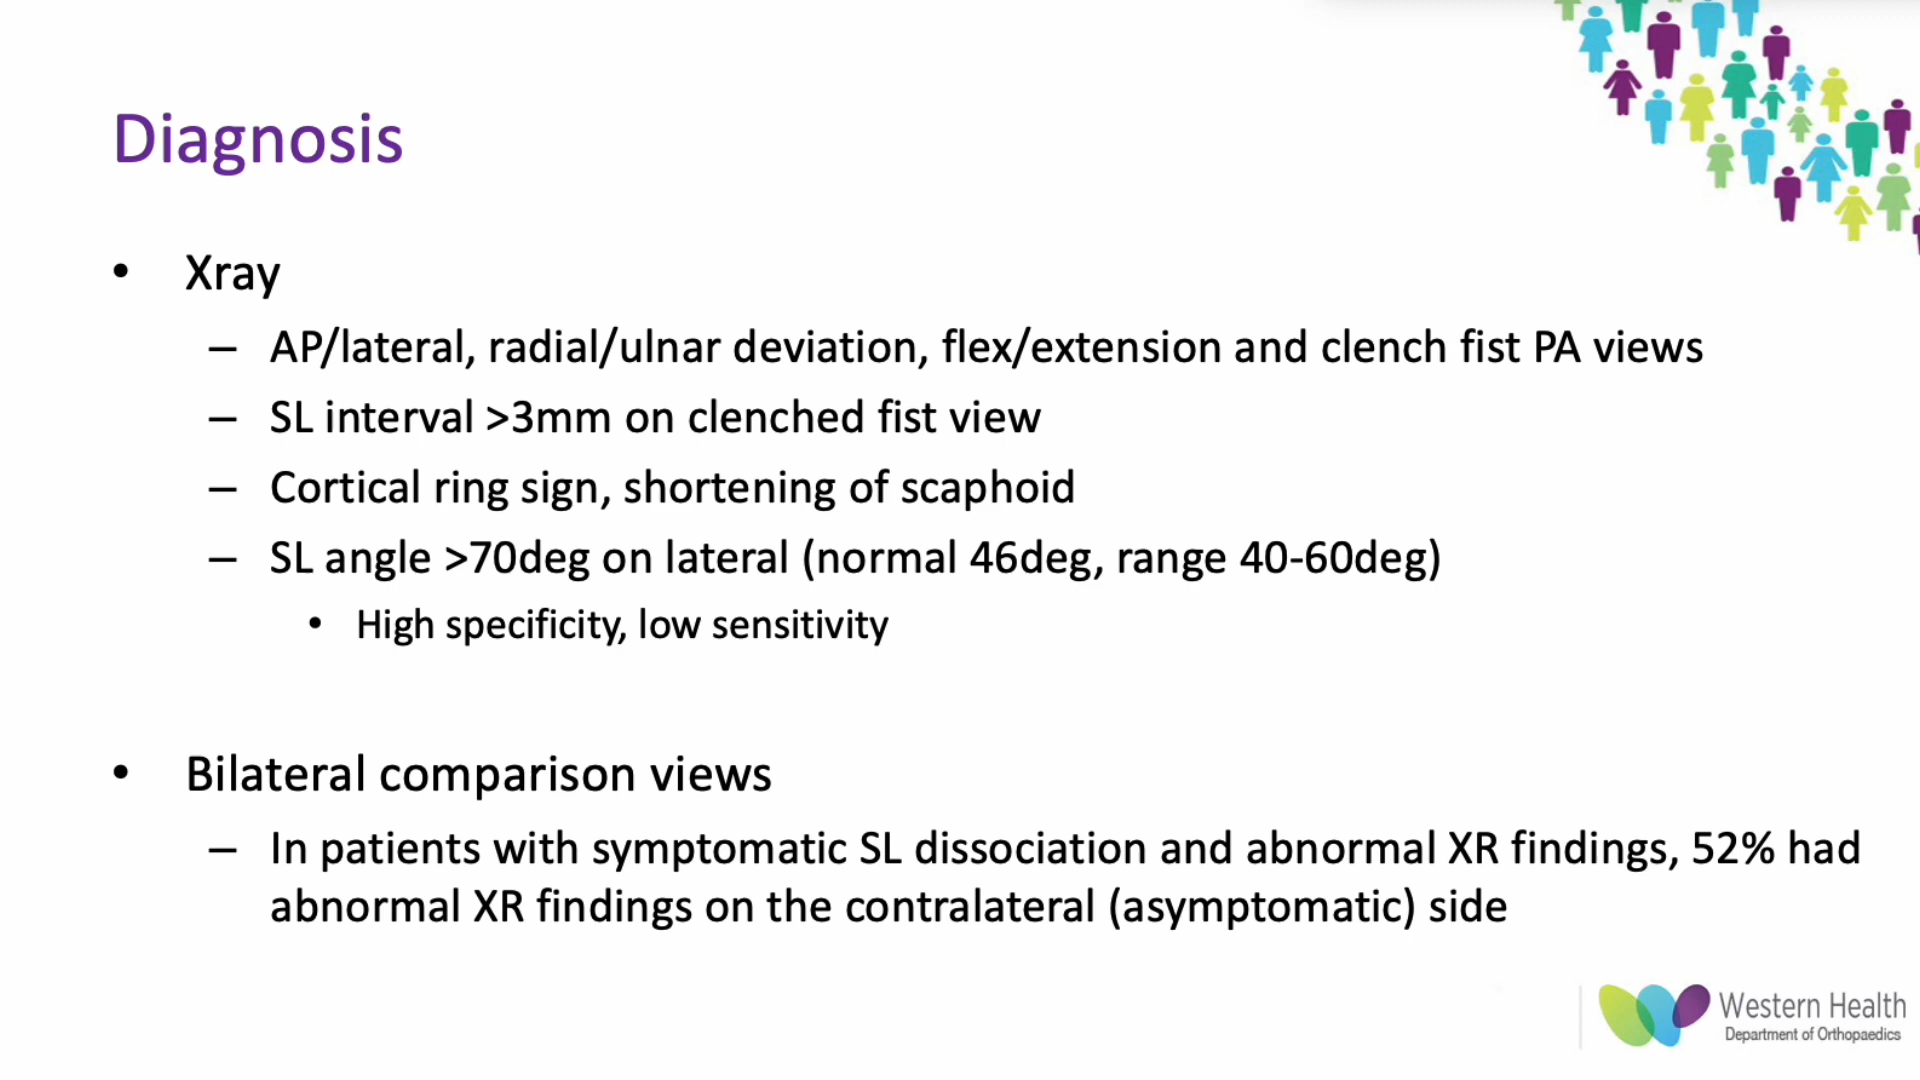 Diagnosis
• Xray
– AP/lateral, radial/ulnar deviation, flex/extension and clench fist PA views
– SL interval >3mm on clenched fist view
– Cortical ring sign, shortening of scaphoid
– SL angle >70deg on lateral (normal 46deg, range 40-60deg)
• High specificity, low sensitivity
• Bilateral comparison views
– In patients with symptomatic SL dissociation and abnormal XR findings, 52% had
abnormal XR findings on the contralateral (asymptomatic) side
Western Health
Department of Orthopaedics